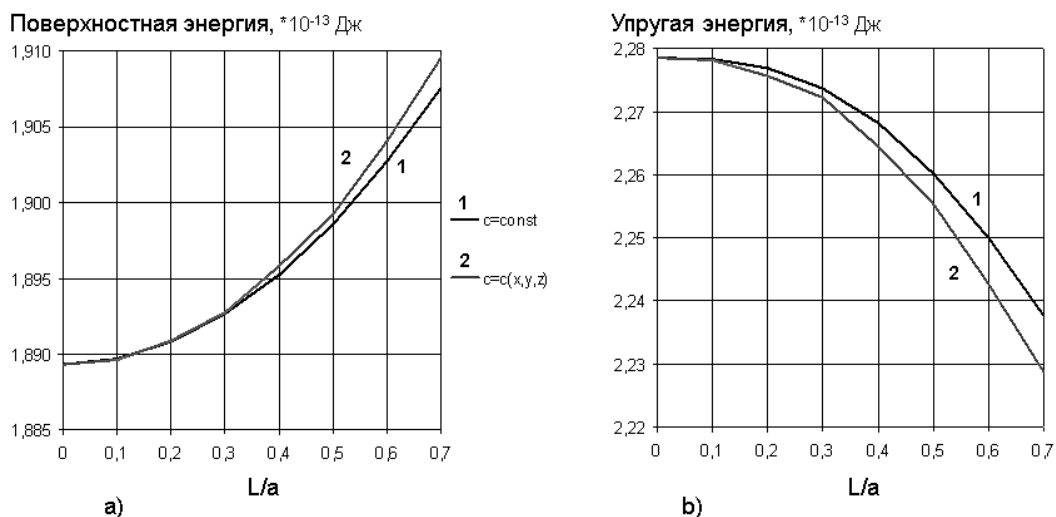 Поверхностная энергия, *10⁻¹³ Дж
1,910
1,905
1,900
1,895
1,890
1,885
0 0,1 0,2 0,3 0,4 0,5 0,6 0,7
L/a
a)
2
1
1
c=const
2
c=c(x,y,z)
Упругая энергия, *10⁻¹³ Дж
2,28
2,27
2,26
2,25
2,24
2,23
2,22
0 0,1 0,2 0,3 0,4 0,5 0,6 0,7
L/a
b)
1
2